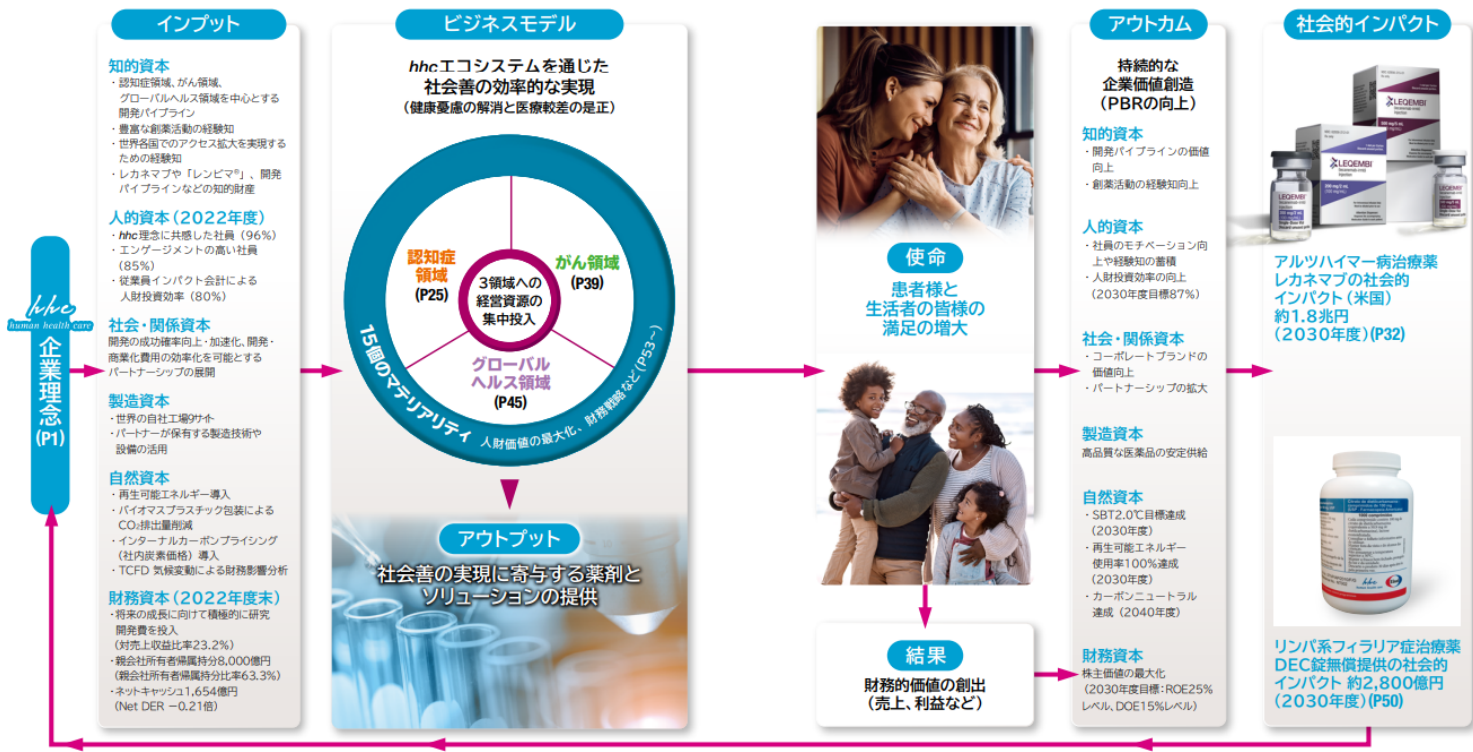 hhc
human health care
企業理念
(P1)
インプット
知的資本
・認知症領域、がん領域、
グローバルヘルス領域を中心とする
開発パイプライン
・豊富な創薬活動の経験知
・世界各国でのアクセス拡大を実現する
ための経験知
・レカネマブや「レンビマ®」、開発
パイプラインなどの知的財産
人的資本（2022年度）
・hhc理念に共感した社員（96%）
・エンゲージメントの高い社員
（85%）
・従業員インパクト会計による
人財投資効率（80%）
社会・関係資本
開発の成功確率向上・加速化、開発・
商業化費用の効率化を可能とする
パートナーシップの展開
製造資本
・世界の自社工場9サイト
・パートナーが保有する製造技術や
設備の活用
自然資本
・再生可能エネルギー導入
・バイオマスプラスチック包装による
CO₂排出量削減
・インターナルカーボンプライシング
（社内炭素価格）導入
・TCFD 気候変動による財務影響分析
財務資本（2022年度末）
・将来の成長に向けて積極的に研究
開発費を投入
（対売上収益比率23.2%）
・親会社所有者帰属持分8,000億円
（親会社所有者帰属持分比率63.3%）
・ネットキャッシュ1,654億円
（Net DER －0.21倍）
ビジネスモデル
hhcエコシステムを通じた
社会善の効率的な実現
（健康憂慮の解消と医療較差の是正）
認知症
領域
(P25)
がん領域
(P39)
3領域への
経営資源の
集中投入
グローバル
ヘルス領域
(P45)
15個のマテリアリティ 人財価値の最大化、財務戦略など（P53～）
アウトプット
社会善の実現に寄与する薬剤と
ソリューションの提供
使命
患者様と
生活者の皆様の
満足の増大
結果
財務的価値の創出
（売上、利益など）
アウトカム
持続的な
企業価値創造
（PBRの向上）
知的資本
・開発パイプラインの価値
向上
・創薬活動の経験知向上
人的資本
・社員のモチベーション向
上や経験知の蓄積
・人財投資効率の向上
（2030年度目標87%）
社会・関係資本
・コーポレートブランドの
価値向上
・パートナーシップの拡大
製造資本
高品質な医薬品の安定供給
自然資本
・SBT2.0℃目標達成
（2030年度）
・再生可能エネルギー
使用率100%達成
（2030年度）
・カーボンニュートラル
達成（2040年度）
財務資本
株主価値の最大化
（2030年度目標：ROE25%
レベル、DOE15%レベル）
社会的インパクト
LEQEMBI
LEQEMBI
LEQEMBI
LEQEMBI
アルツハイマー病治療薬
レカネマブの社会的
インパクト（米国）
約1.8兆円
（2030年度）(P32)
hhc
リンパ系フィラリア症治療薬
DEC錠無償提供の社会的
インパクト 約2,800億円
（2030年度）(P50)